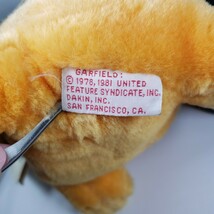 GARFIELD:
© 1978, 1981 UNITED
FEATURE SYNDICATE, INC.
DAKIN, INC.
SAN FRANCISCO, CA.